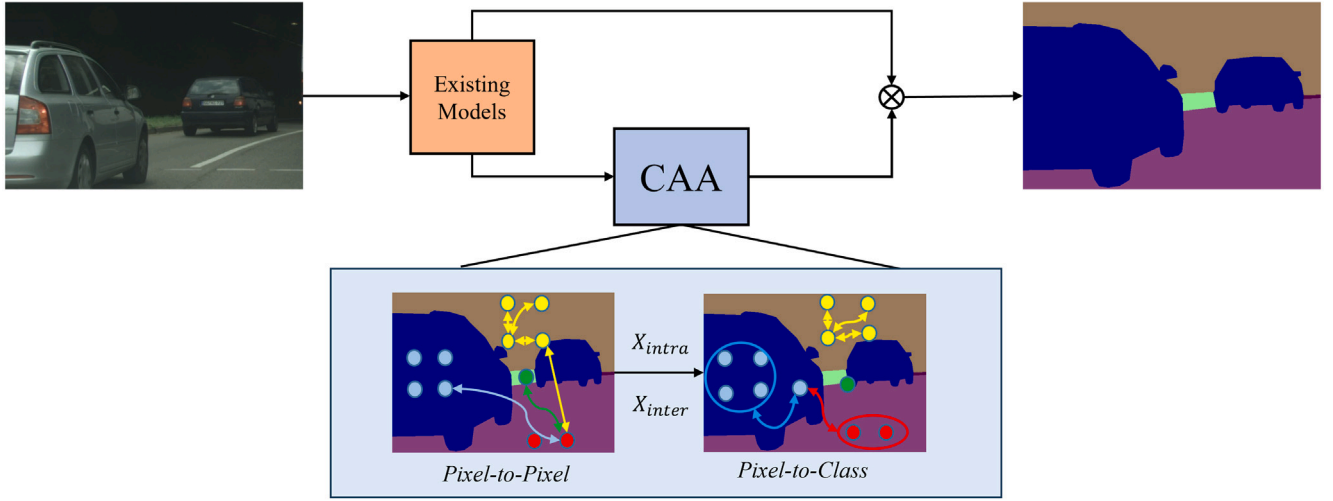 Existing
Models
CAA
X_intra
X_inter
Pixel-to-Pixel
Pixel-to-Class